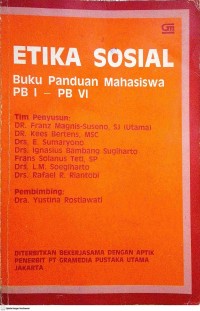 ETIKA SOSIAL
Buku Panduan Mahasiswa
PB I – PB VI
Tim Penyusun:
DR. Franz Magnis-Suseno, SJ (Utama)
DR. Kees Bertens, MSC
Drs. E. Sumaryono
Drs. Ignatius Bambang Sugiharto
Frans Solanus Teti, SP
Drs. L.M. Soegiharto
Drs. Rafael R. Riantobi
Pembimbing:
Dra. Yustina Rostiawati
DITERBITKAN BEKERJASAMA DENGAN APTIK
PENERBIT PT GRAMEDIA PUSTAKA UTAMA
JAKARTA